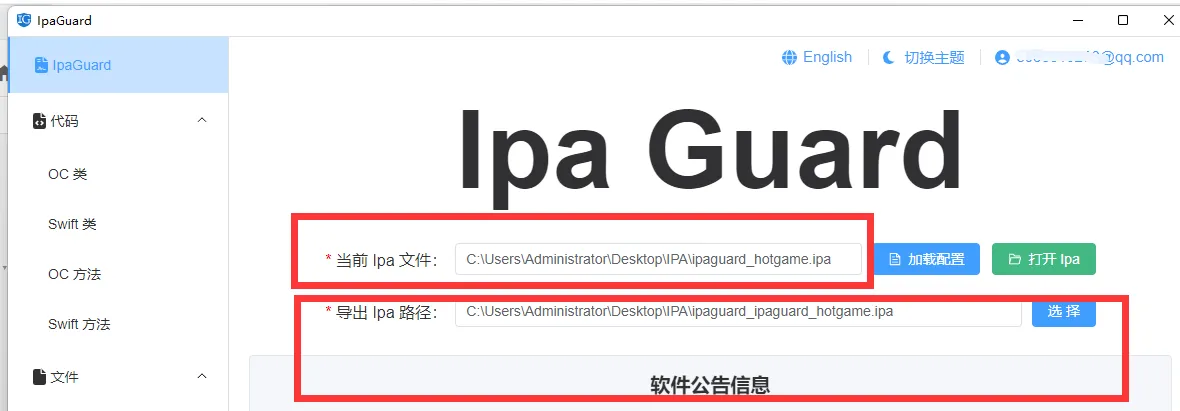 IpaGuard
IpaGuard
English
切换主题
@qq.com
代码
Ipa Guard
OC 类
Swift 类
* 当前 Ipa 文件：
C:\Users\Administrator\Desktop\IPA\ipaguard_hotgame.ipa
加载配置
打开 Ipa
OC 方法
* 导出 Ipa 路径：
C:\Users\Administrator\Desktop\IPA\ipaguard_ipaguard_hotgame.ipa
选 择
Swift 方法
文件
软件公告信息